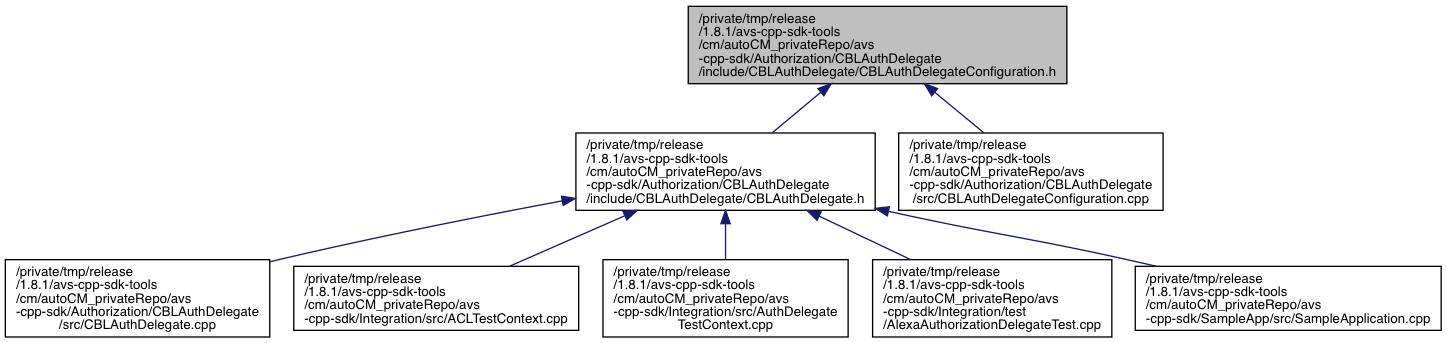 /private/tmp/release
/1.8.1/avs-cpp-sdk-tools
/cm/autoCM_privateRepo/avs
-cpp-sdk/Authorization/CBLAuthDelegate
/include/CBLAuthDelegate/CBLAuthDelegateConfiguration.h
/private/tmp/release
/1.8.1/avs-cpp-sdk-tools
/cm/autoCM_privateRepo/avs
-cpp-sdk/Authorization/CBLAuthDelegate
/include/CBLAuthDelegate/CBLAuthDelegate.h
/private/tmp/release
/1.8.1/avs-cpp-sdk-tools
/cm/autoCM_privateRepo/avs
-cpp-sdk/Authorization/CBLAuthDelegate
/src/CBLAuthDelegateConfiguration.cpp
/private/tmp/release
/1.8.1/avs-cpp-sdk-tools
/cm/autoCM_privateRepo/avs
-cpp-sdk/Authorization/CBLAuthDelegate
/src/CBLAuthDelegate.cpp
/private/tmp/release
/1.8.1/avs-cpp-sdk-tools
/cm/autoCM_privateRepo/avs
-cpp-sdk/Integration/src/ACLTestContext.cpp
/private/tmp/release
/1.8.1/avs-cpp-sdk-tools
/cm/autoCM_privateRepo/avs
-cpp-sdk/Integration/src/AuthDelegate
TestContext.cpp
/private/tmp/release
/1.8.1/avs-cpp-sdk-tools
/cm/autoCM_privateRepo/avs
-cpp-sdk/Integration/test
/AlexaAuthorizationDelegateTest.cpp
/private/tmp/release
/1.8.1/avs-cpp-sdk-tools
/cm/autoCM_privateRepo/avs
-cpp-sdk/SampleApp/src/SampleApplication.cpp